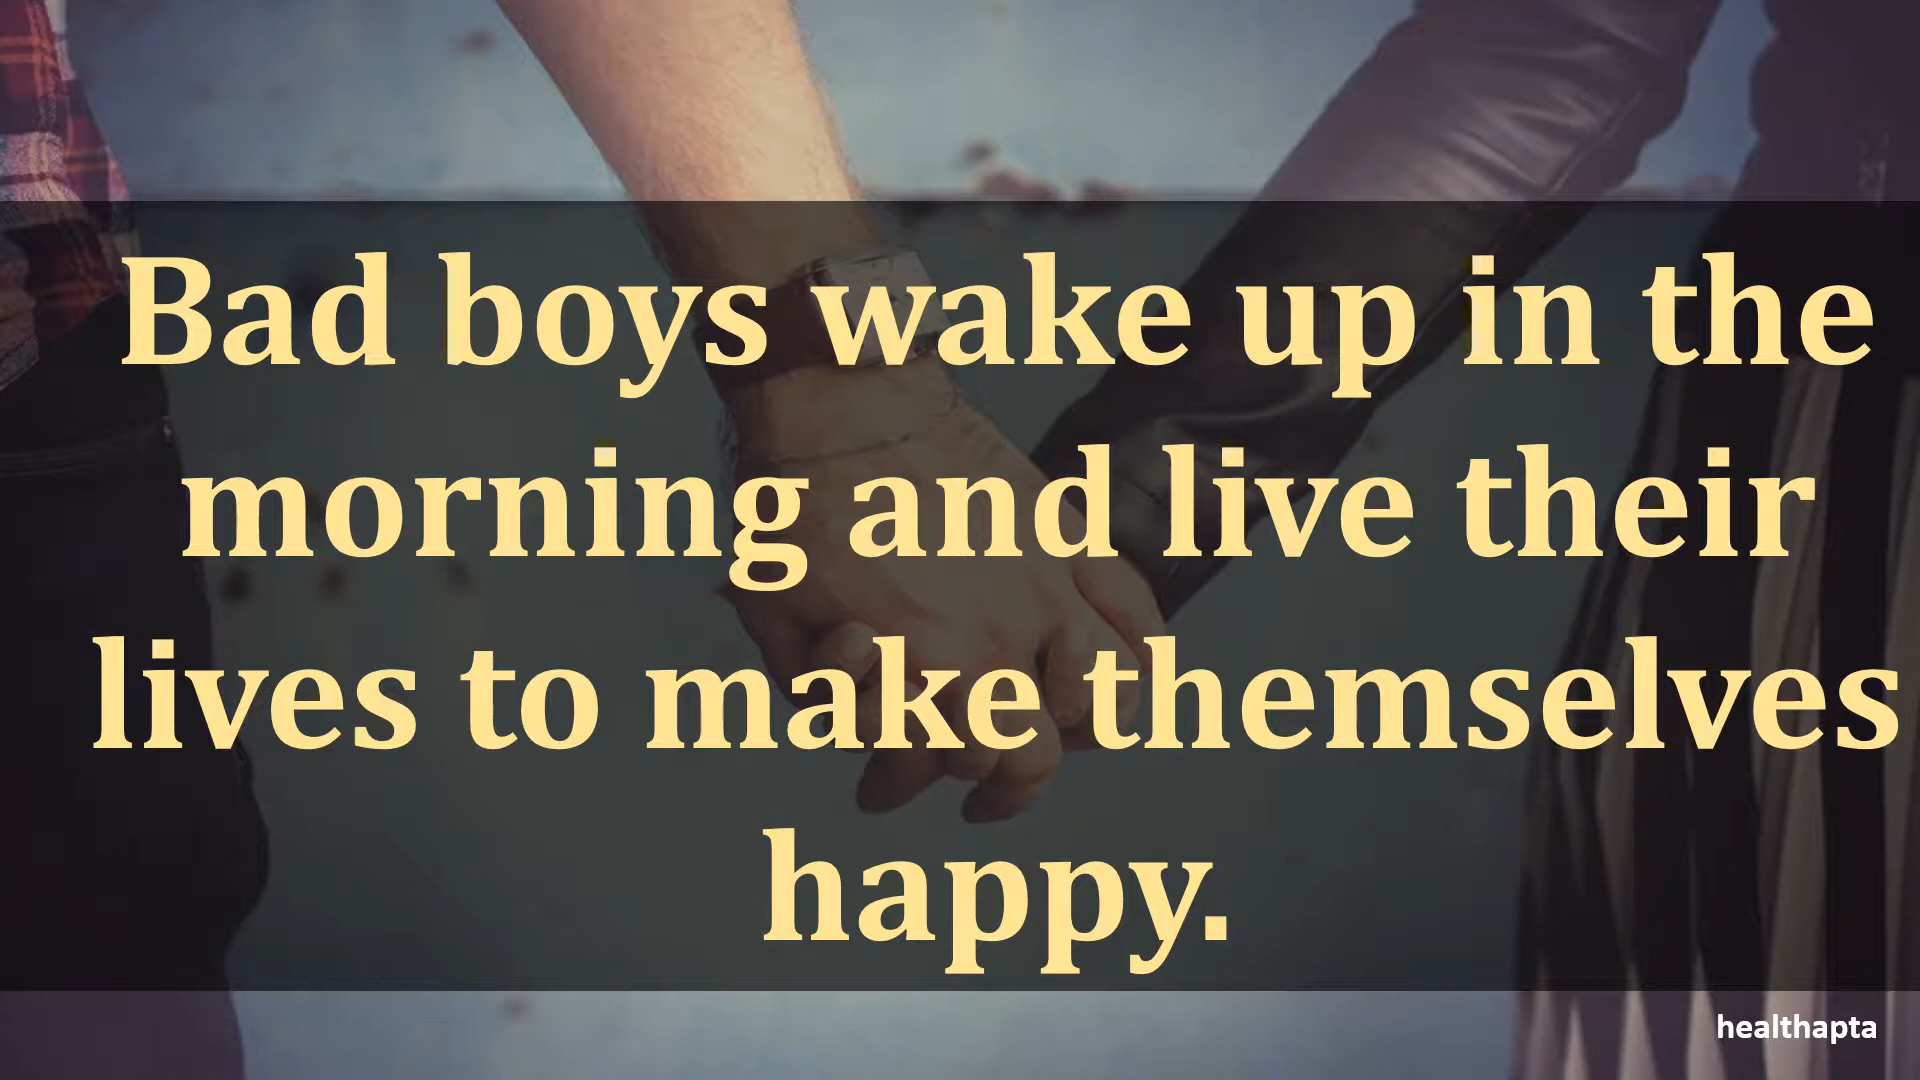 Bad boys wake up in the
morning and live their
lives to make themselves
happy.
healthapta